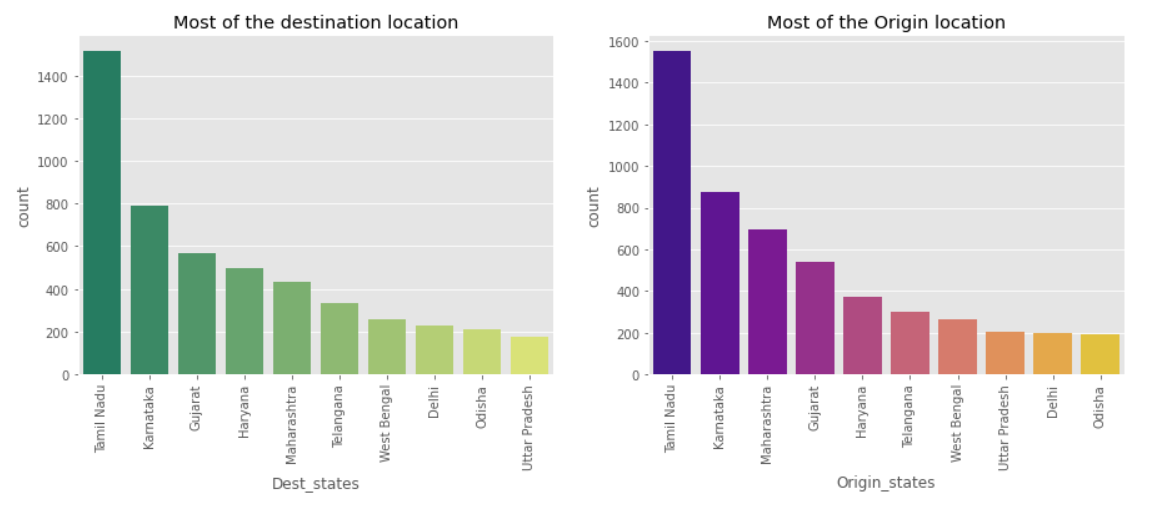 Most of the destination location
1400
1200
1000
800
600
400
200
0
count
Tamil Nadu
Karnataka
Gujarat
Haryana
Maharashtra
Telangana
West Bengal
Delhi
Odisha
Uttar Pradesh
Dest_states
Most of the Origin location
1600
1400
1200
1000
800
600
400
200
0
count
Tamil Nadu
Karnataka
Maharashtra
Gujarat
Haryana
Telangana
West Bengal
Uttar Pradesh
Delhi
Odisha
Origin_states